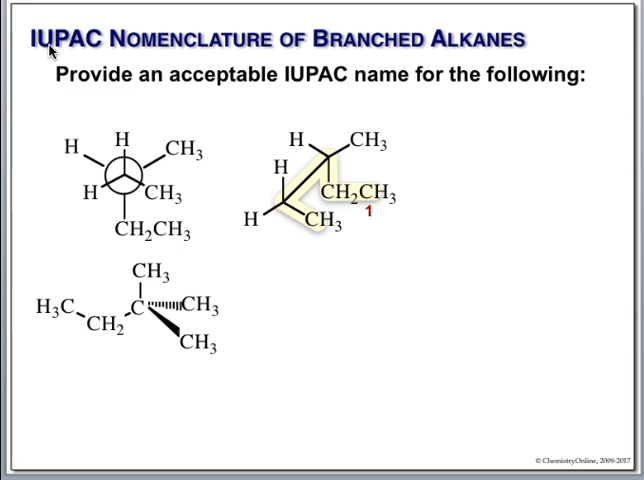 IUPAC NOMENCLATURE OF BRANCHED ALKANES
Provide an acceptable IUPAC name for the following:
H H CH3
H CH3
CH2CH3
H CH3
H
CH2CH3
H CH3 1
CH3
H3C C CH3
CH2
CH3
© ChemistryOnline, 2009-2017